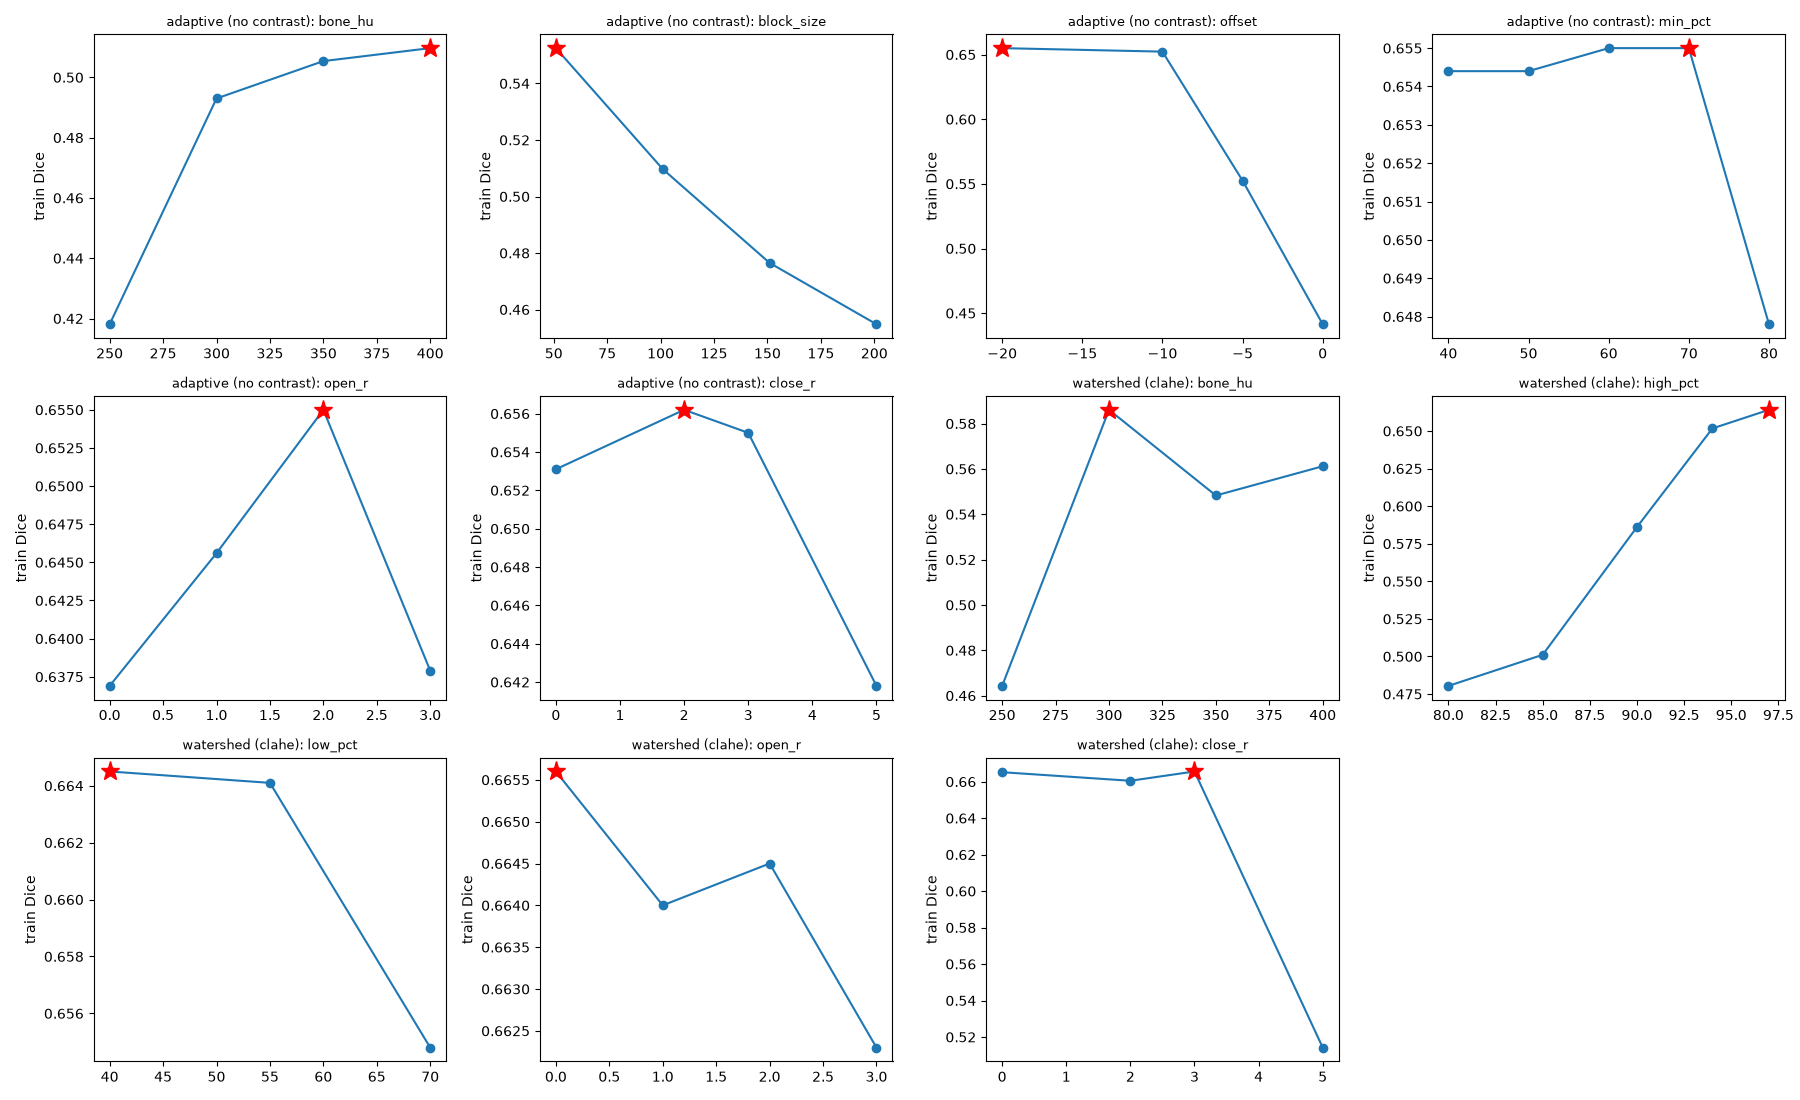 adaptive (no contrast): bone_hu
train Dice
0.50
0.48
0.46
0.44
0.42
250 275 300 325 350 375 400
adaptive (no contrast): block_size
train Dice
0.54
0.52
0.50
0.48
0.46
50 75 100 125 150 175 200
adaptive (no contrast): offset
train Dice
0.65
0.60
0.55
0.50
0.45
−20 −15 −10 −5 0
adaptive (no contrast): min_pct
train Dice
0.655
0.654
0.653
0.652
0.651
0.650
0.649
0.648
40 50 60 70 80
adaptive (no contrast): open_r
train Dice
0.6550
0.6525
0.6500
0.6475
0.6450
0.6425
0.6400
0.6375
0.0 0.5 1.0 1.5 2.0 2.5 3.0
adaptive (no contrast): close_r
train Dice
0.656
0.654
0.652
0.650
0.648
0.646
0.644
0.642
0 1 2 3 4 5
watershed (clahe): bone_hu
train Dice
0.58
0.56
0.54
0.52
0.50
0.48
0.46
250 275 300 325 350 375 400
watershed (clahe): high_pct
train Dice
0.650
0.625
0.600
0.575
0.550
0.525
0.500
0.475
80.0 82.5 85.0 87.5 90.0 92.5 95.0 97.5
watershed (clahe): low_pct
train Dice
0.664
0.662
0.660
0.658
0.656
40 45 50 55 60 65 70
watershed (clahe): open_r
train Dice
0.6655
0.6650
0.6645
0.6640
0.6635
0.6630
0.6625
0.0 0.5 1.0 1.5 2.0 2.5 3.0
watershed (clahe): close_r
train Dice
0.66
0.64
0.62
0.60
0.58
0.56
0.54
0.52
0 1 2 3 4 5